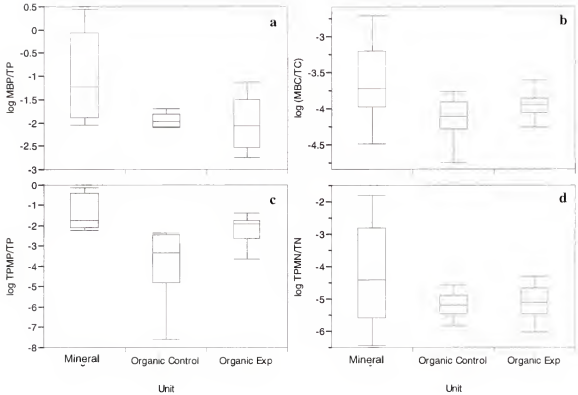 a
log MBP/TP
0.5
0
-0.5
-1
-1.5
-2
-2.5
-3
b
log (MBC/TC)
-3
-3.5
-4
-4.5
c
log TPMP/TP
0
-1
-2
-3
-4
-5
-6
-7
-8
d
log TPMN/TN
-2
-3
-4
-5
-6
Mineral Organic Control Organic Exp
Unit
Mineral Organic Control Organic Exp
Unit